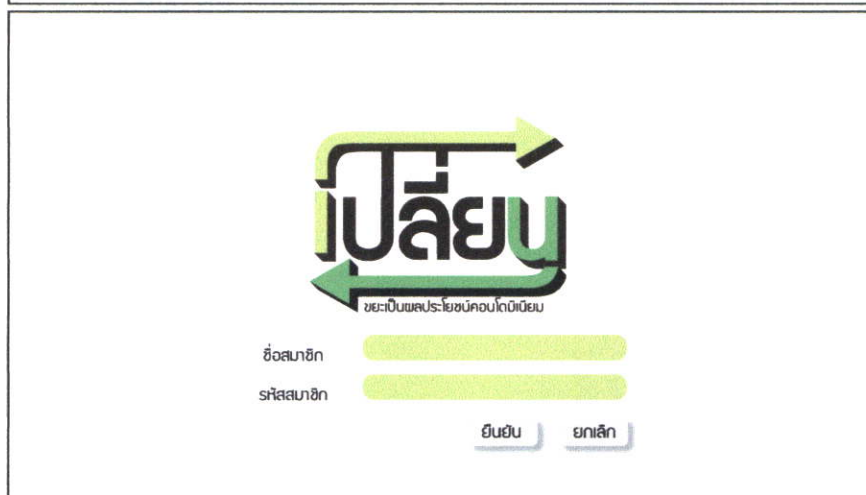 เปลี่ยน
ขยะเป็นผลประโยชน์คอนโดมิเนียม
ชื่อสมาชิก
รหัสสมาชิก
ยืนยัน ยกเลิก